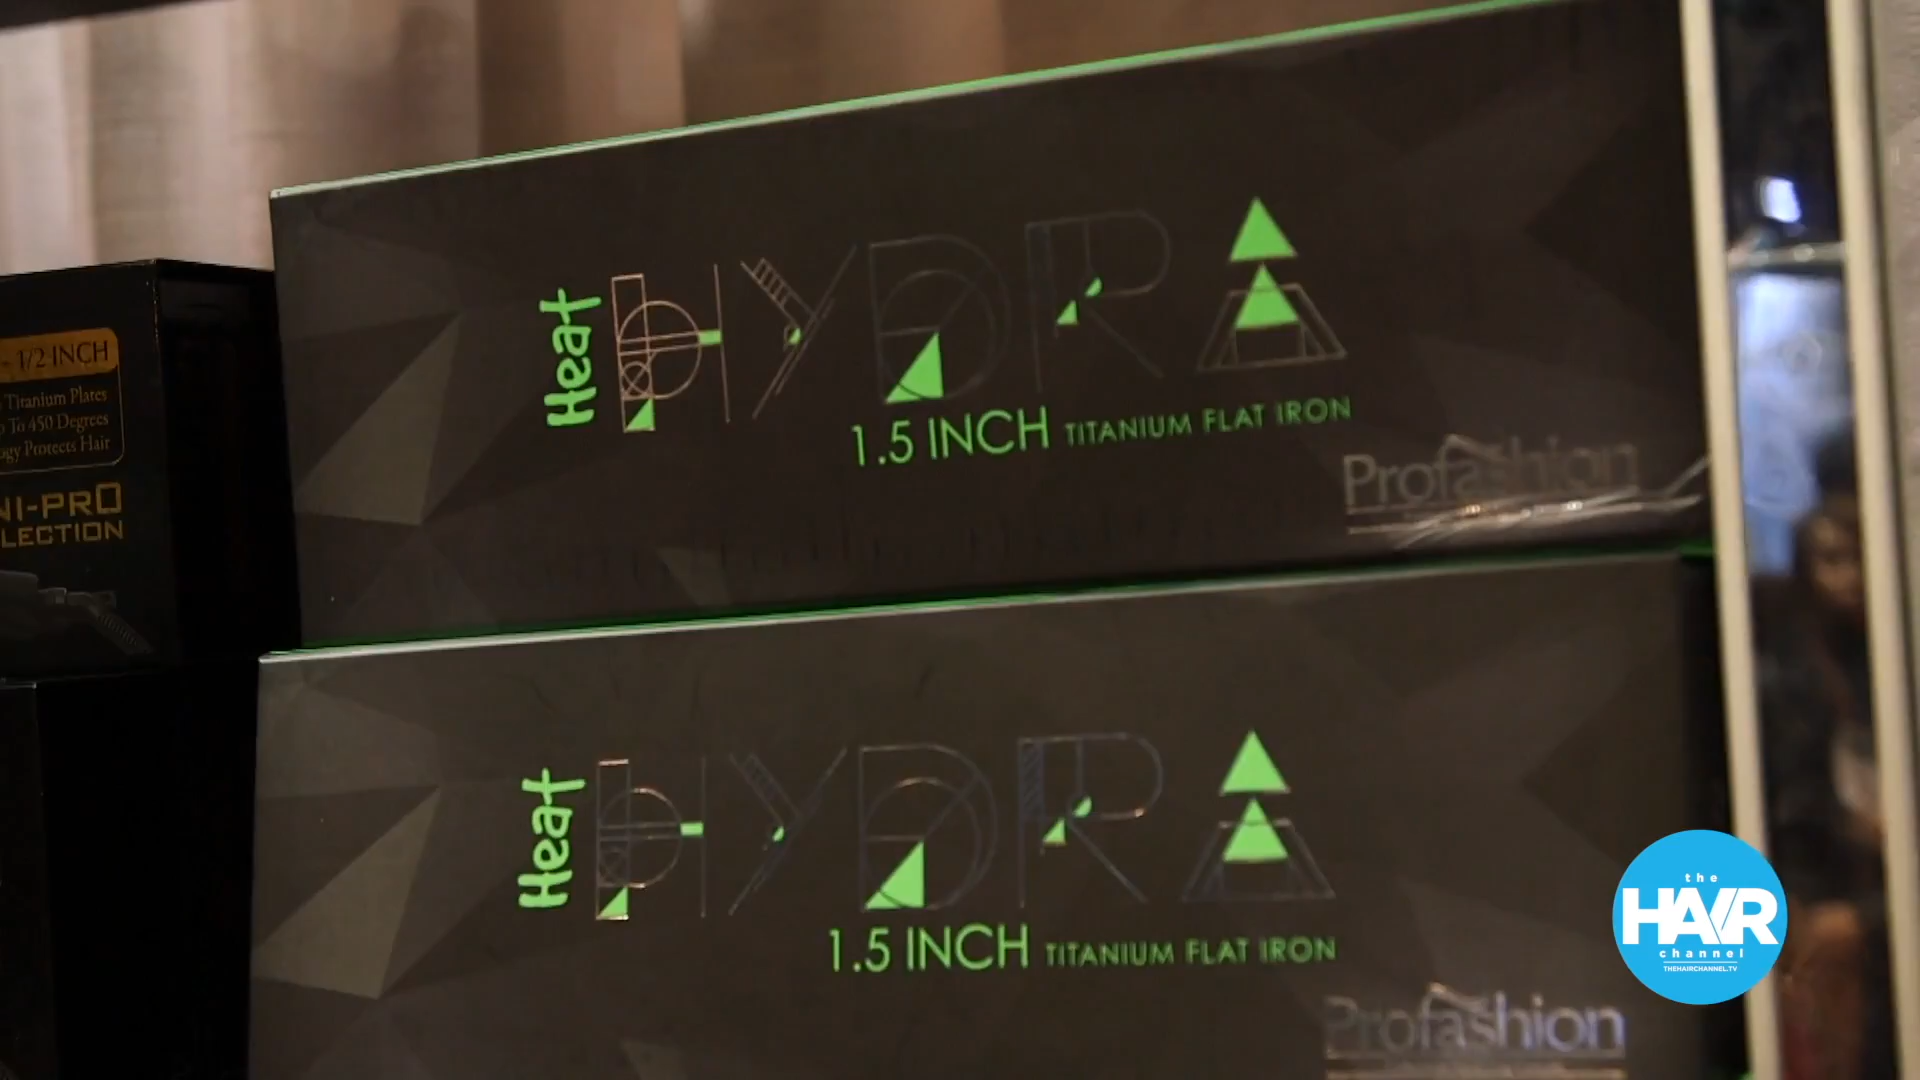 Heat HYDRA
1.5 INCH TITANIUM FLAT IRON
Profashion
1/2 INCH
Titanium Plates
To 450 Degrees
Protects Hair
NI-PRO
LECTION
Heat HYDRA
1.5 INCH TITANIUM FLAT IRON
Profashion
the
HAIR
channel
THEHAIRCHANNEL.TV